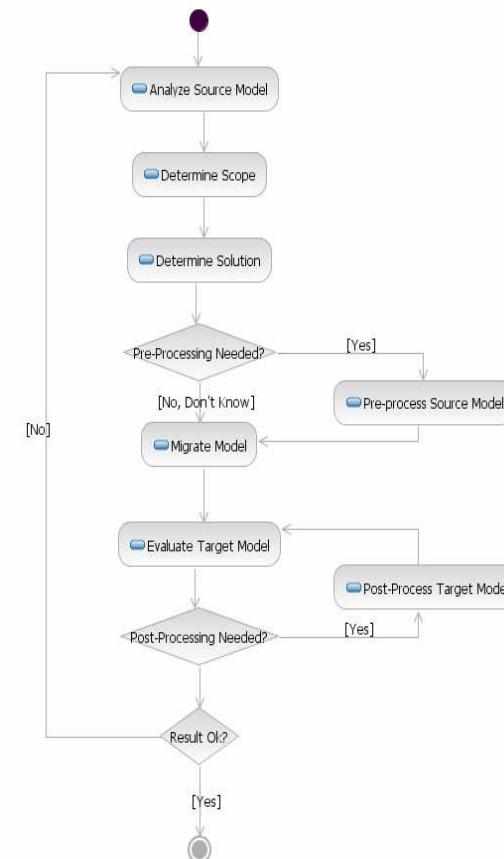 Analyze Source Model
Determine Scope
Determine Solution
Pre-Processing Needed?
[Yes]
[No, Don't Know]
Pre-process Source Model
[No]
Migrate Model
Evaluate Target Model
Post-Process Target Mode
Post-Processing Needed?
[Yes]
Result Ok?
[Yes]